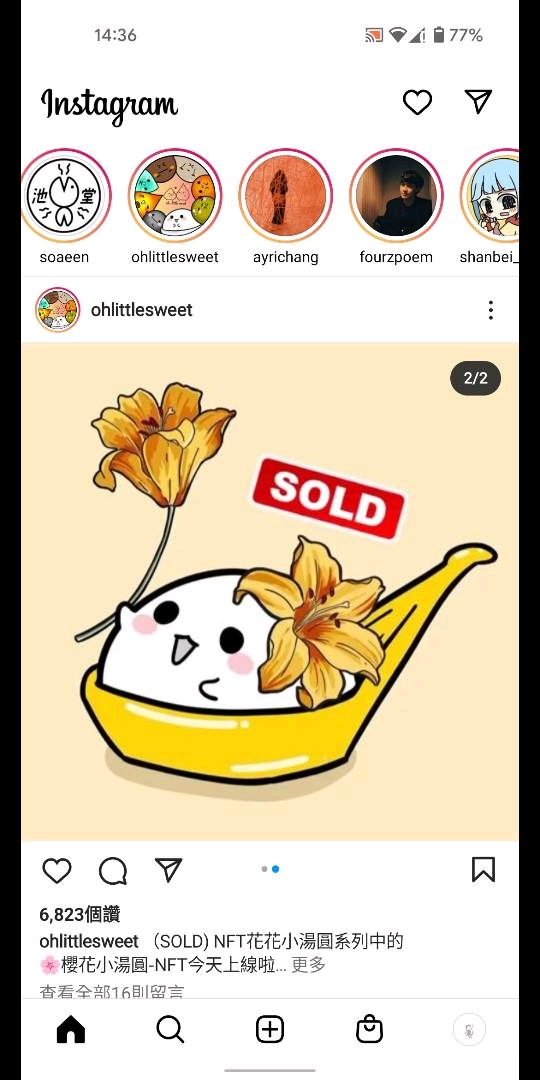 14:36
77%
Instagram
池 堂
soaeen
ohlittlesweet
ayrichang
fourzpoem
shanbei_
ohlittlesweet
2/2
SOLD
6,823個讚
ohlittlesweet （SOLD) NFT花花小湯圓系列中的
🌸櫻花小湯圓-NFT今天上線啦... 更多
查看全部16則留言